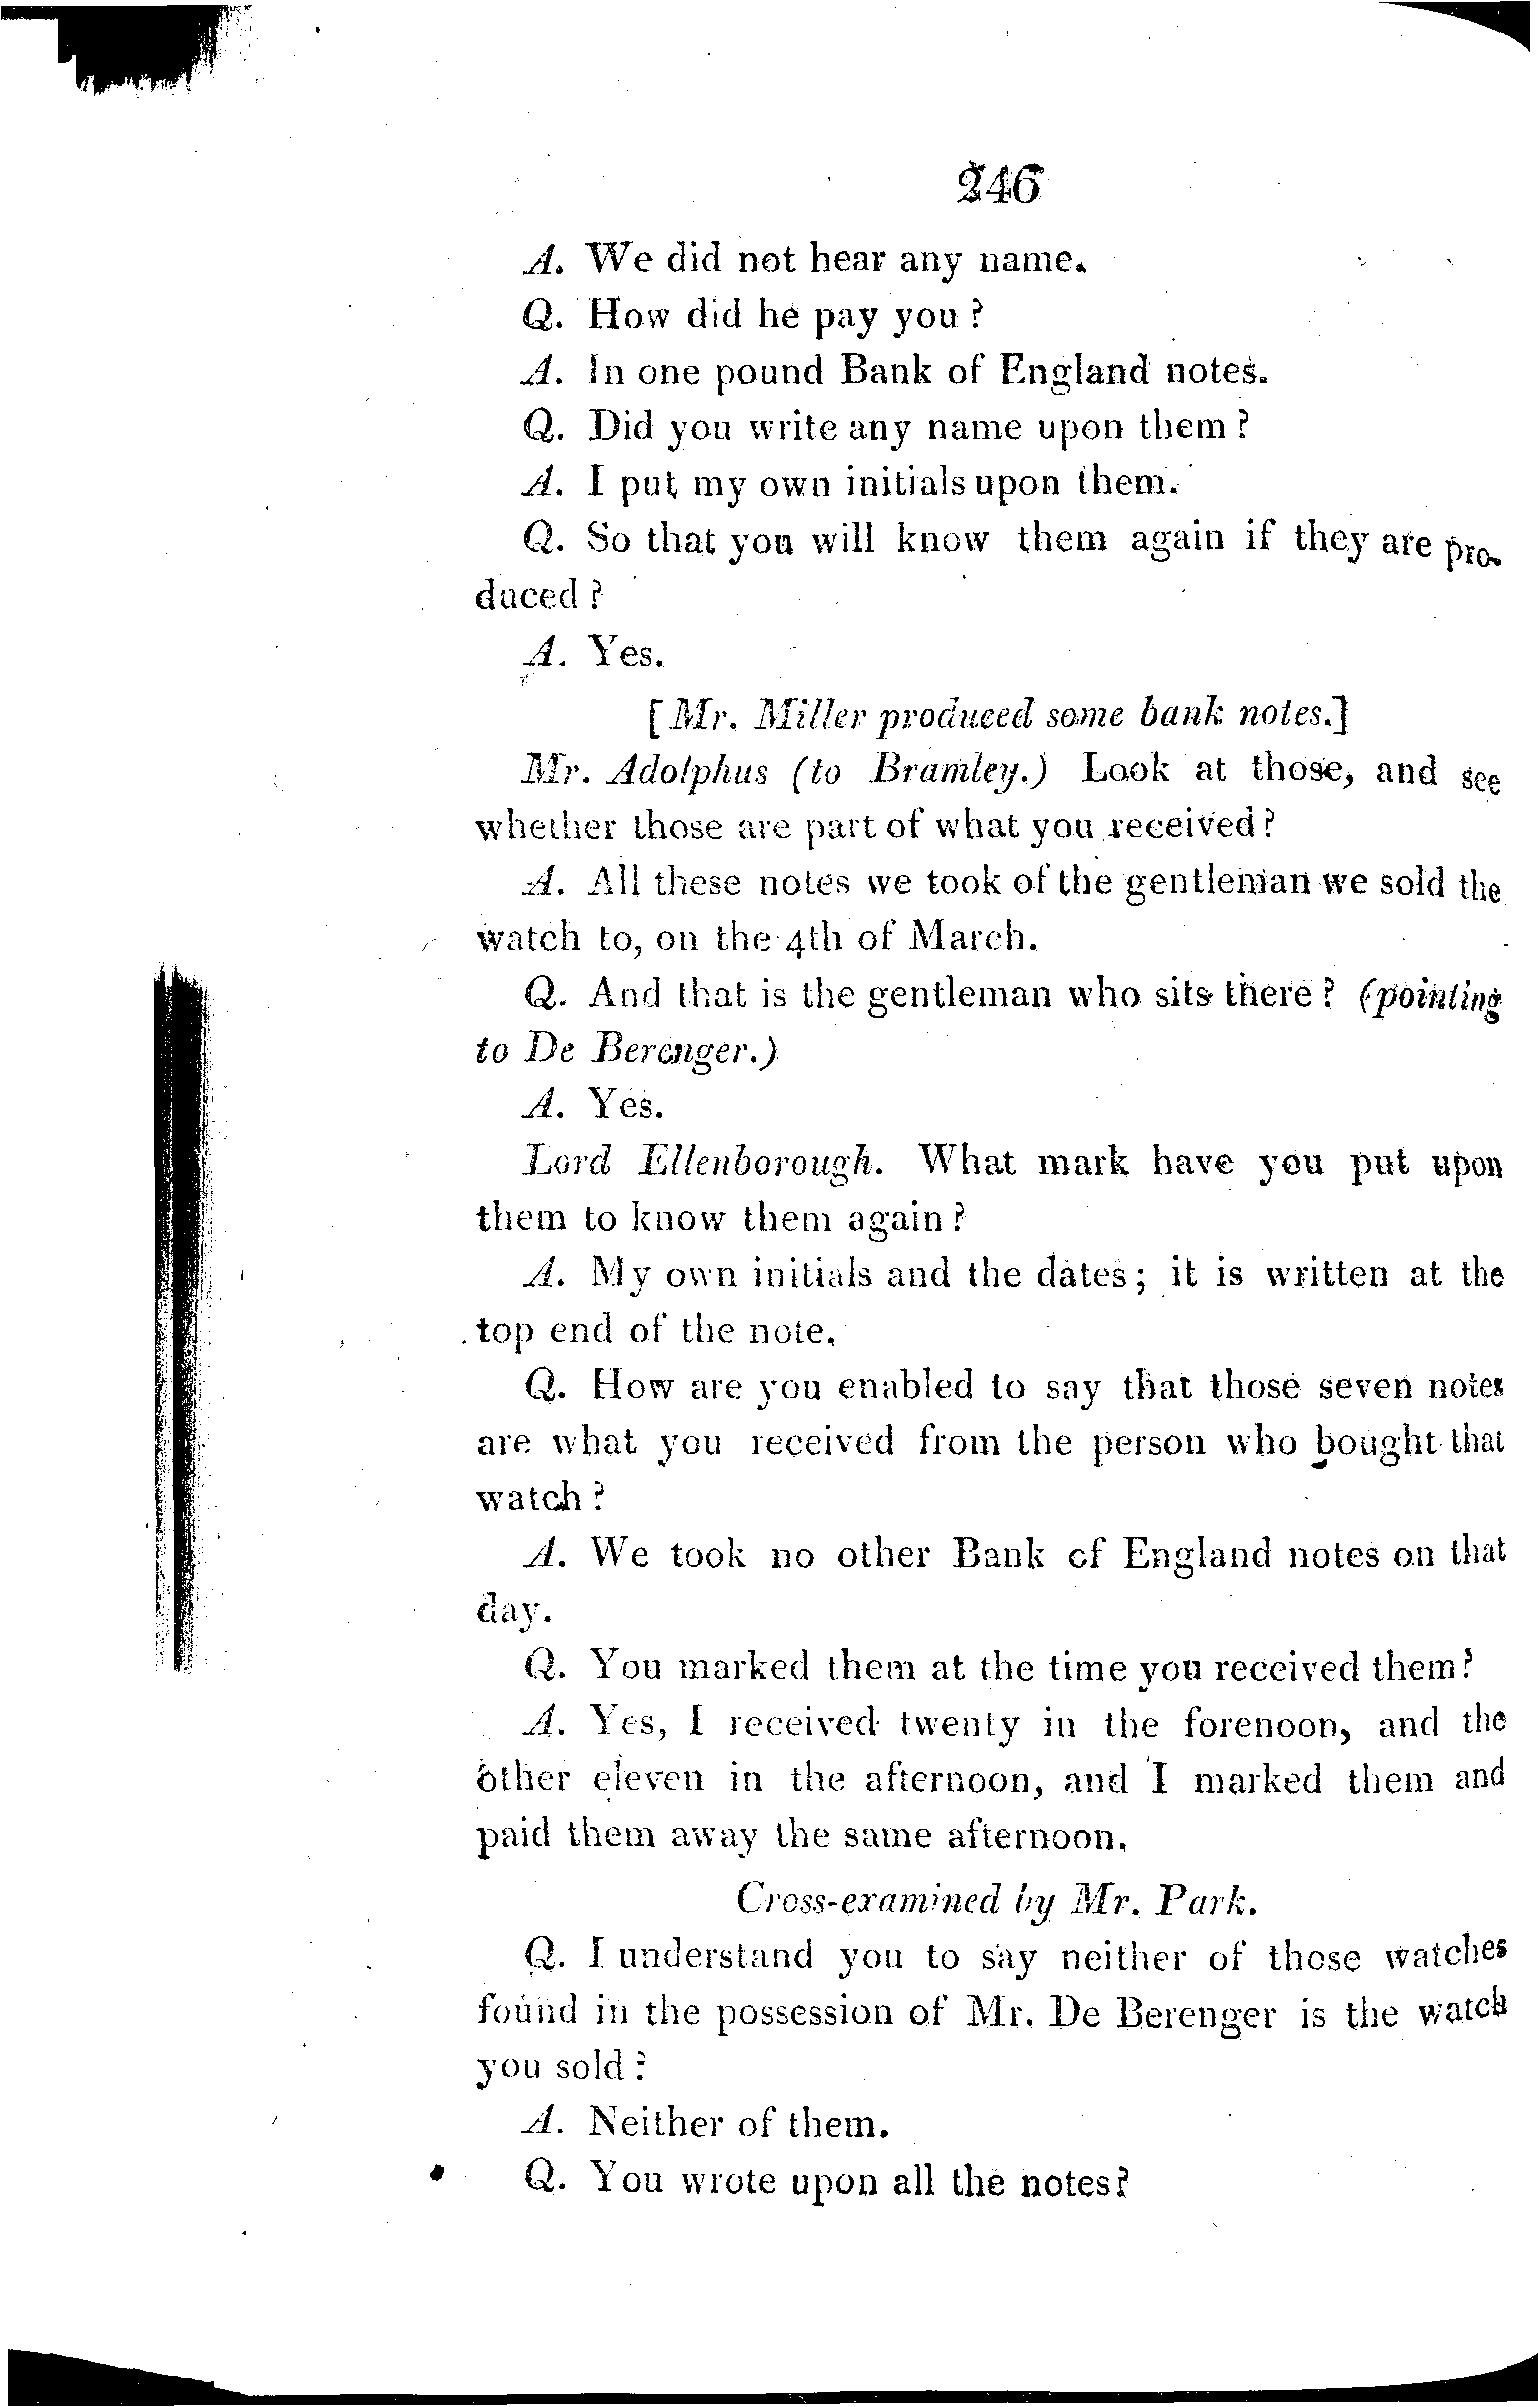 246
A. We did not hear any name.
Q. How did he pay you?
A. In one pound Bank of England notes.
Q. Did you write any name upon them?
A. I put my own initials upon them.
Q. So that you will know them again if they are pro-
duced?
A. Yes.
[Mr. Miller produced some bank notes.]
Mr. Adolphus (to Bramley.) Look at those, and see
whether those are part of what you received?
A. All these notes we took of the gentleman we sold the
watch to, on the 4th of March.
Q. And that is the gentleman who sits there? (pointing
to De Berenger.)
A. Yes.
Lord Ellenborough. What mark have you put upon
them to know them again?
A. My own initials and the dates; it is written at the
top end of the note.
Q. How are you enabled to say that those seven notes
are what you received from the person who bought that
watch?
A. We took no other Bank of England notes on that
day.
Q. You marked them at the time you received them?
A. Yes, I received twenty in the forenoon, and the
other eleven in the afternoon, and I marked them and
paid them away the same afternoon.
Cross-examined by Mr. Park.
Q. I understand you to say neither of those watches
found in the possession of Mr. De Berenger is the watch
you sold?
A. Neither of them.
Q. You wrote upon all the notes?